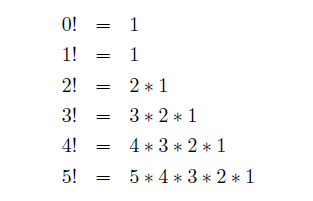 0! = 1
1! = 1
2! = 2 * 1
3! = 3 * 2 * 1
4! = 4 * 3 * 2 * 1
5! = 5 * 4 * 3 * 2 * 1